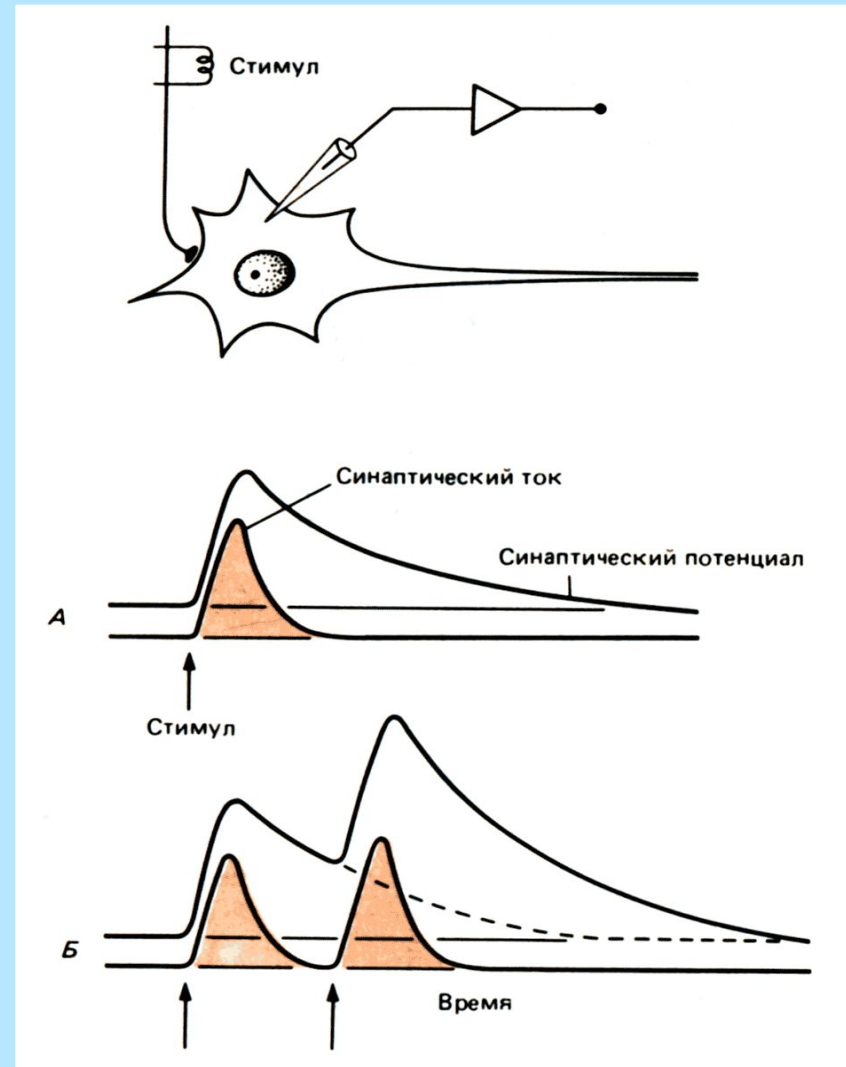 Стимул
Синаптический ток
Синаптический потенциал
А
Стимул
Б
Время